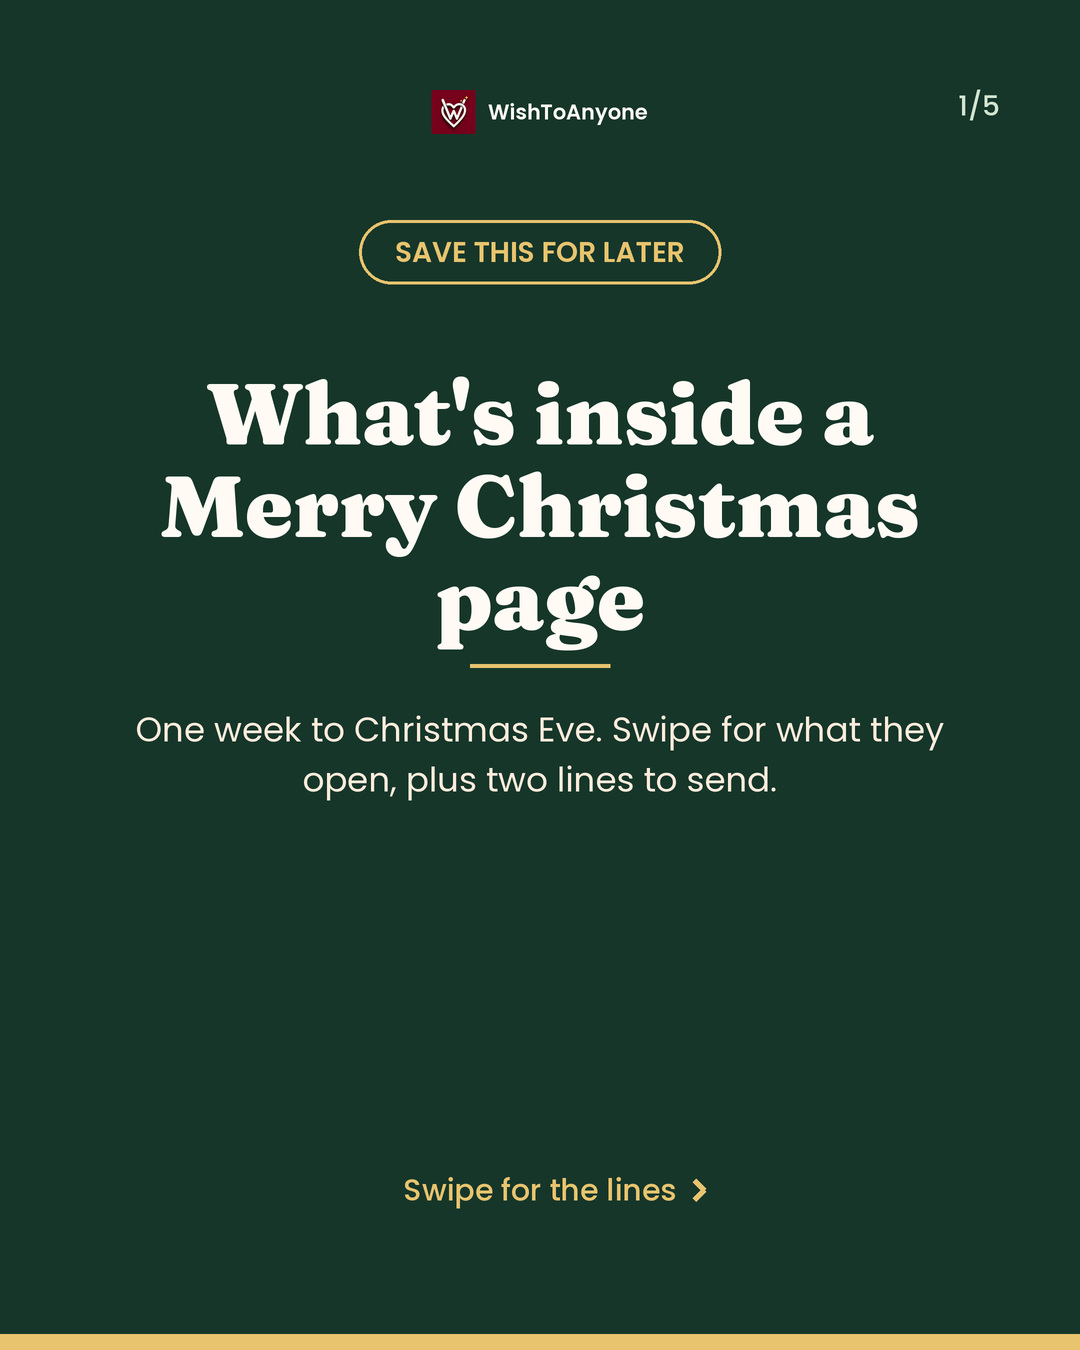 WishToAnyone
1/5
SAVE THIS FOR LATER
What's inside a
Merry Christmas
page
One week to Christmas Eve. Swipe for what they
open, plus two lines to send.
Swipe for the lines